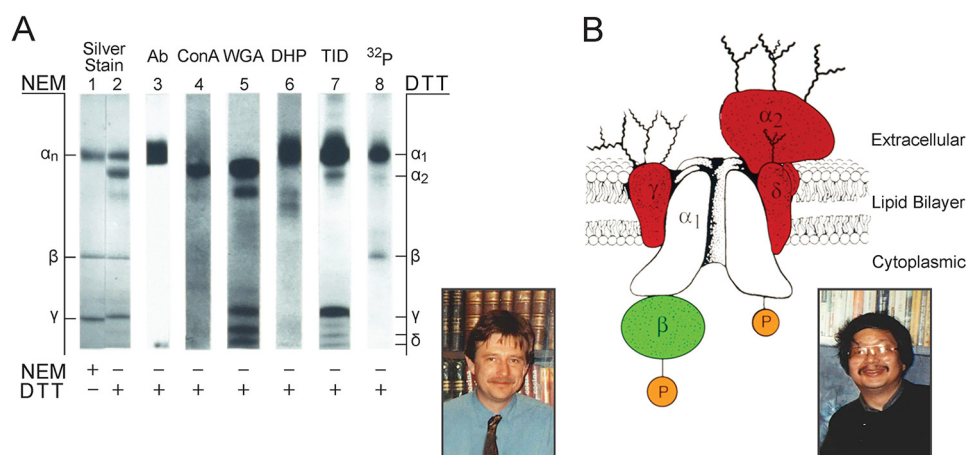 A
Silver
Stain
Ab ConA WGA DHP TID ³²P
NEM 1 2 3 4 5 6 7 8 DTT
αn
β
γ
α₁
α₂
β
γ
δ
NEM + – – – – – – –
DTT – + + + + + +
B
α₂
γ
δ
α₁
β
P
P
Extracellular
Lipid Bilayer
Cytoplasmic